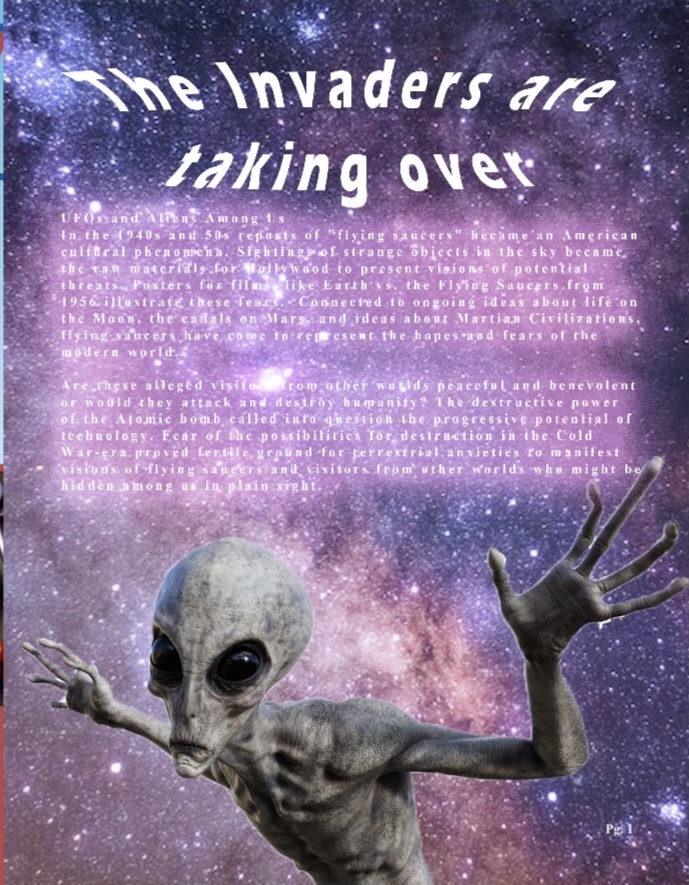 The Invaders are
taking over
UFOs and Aliens Among Us
In the 1940s and 50s reports of "flying saucers" became an American
cultural phenomena. Sightings of strange objects in the sky became
the raw materials for Hollywood to present visions of potential
threats. Posters for films, like Earth vs. the Flying Saucers from
1956 illustrate these fears. Connected to ongoing ideas about life on
the Moon, the canals on Mars, and ideas about Martian Civilizations,
flying saucers have come to represent the hopes and fears of the
modern world.
Are these alleged visitors from other worlds peaceful and benevolent
or would they attack and destroy humanity? The destructive power
of the Atomic bomb called into question the progressive potential of
technology. Fear of the possibilities for destruction in the Cold
War-era proved fertile ground for terrestrial anxieties to manifest
visions of flying saucers and visitors from other worlds who might be
hidden among us in plain sight.
Pg. 1